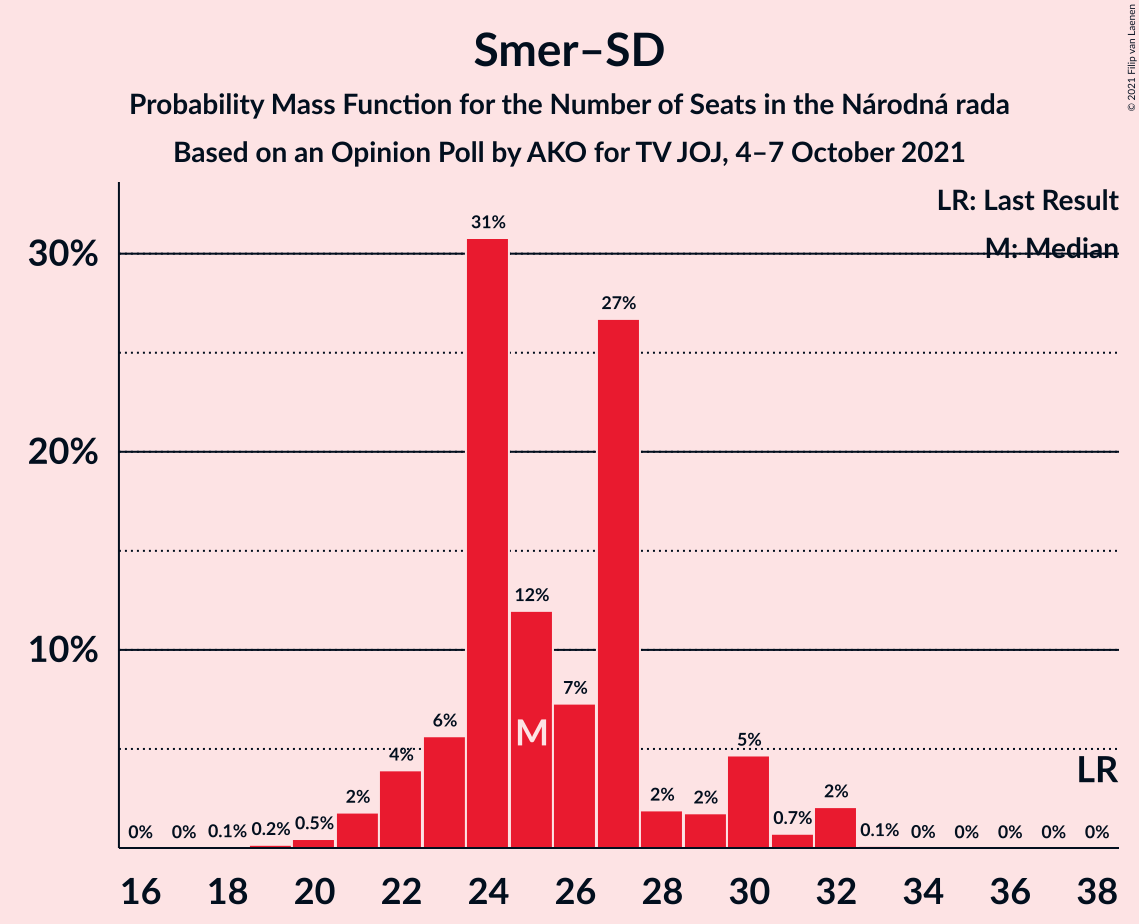 Smer–SD
Probability Mass Function for the Number of Seats in the Národná rada
Based on an Opinion Poll by AKO for TV JOJ, 4–7 October 2021
© 2021 Filip van Laenen
LR: Last Result
M: Median
30%
20%
10%
0% 0% 0.1% 0.2% 0.5% 2% 4% 6% 31% 12% 7% 27% 2% 2% 5% 0.7% 2% 0.1% 0% 0% 0% 0% 0%
M
LR
16 18 20 22 24 26 28 30 32 34 36 38